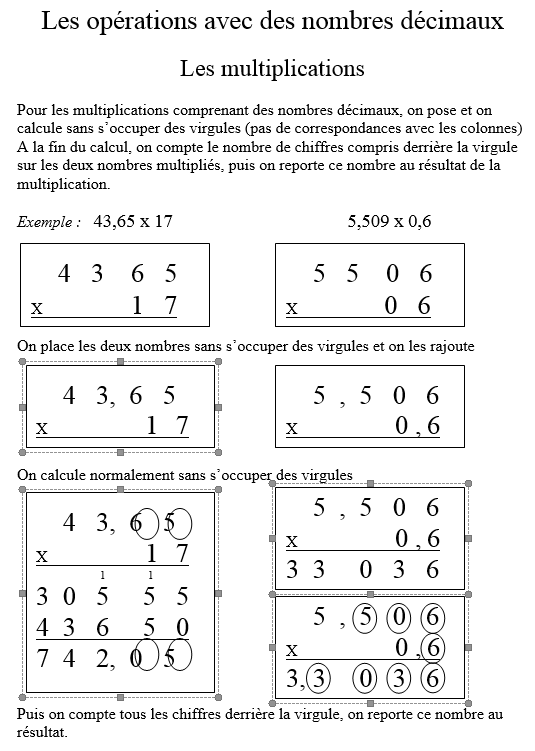 Les opérations avec des nombres décimaux
Les multiplications
Pour les multiplications comprenant des nombres décimaux, on pose et on
calcule sans s'occuper des virgules (pas de correspondances avec les colonnes)
A la fin du calcul, on compte le nombre de chiffres compris derrière la virgule
sur les deux nombres multipliés, puis on reporte ce nombre au résultat de la
multiplication.
Exemple : 43,65 x 17 5,509 x 0,6
4 3 6 5
x 1 7
5 5 0 6
x 0 6
On place les deux nombres sans s'occuper des virgules et on les rajoute
4 3, 6 5
x 1 7
5 , 5 0 6
x 0 , 6
On calcule normalement sans s'occuper des virgules
4 3, 6 5
x 1 7
1 1
3 0 5 5 5
4 3 6 5 0
7 4 2, 0 5
5 , 5 0 6
x 0 , 6
3 3 0 3 6
5 , 5 0 6
x 0 , 6
3, 3 0 3 6
Puis on compte tous les chiffres derrière la virgule, on reporte ce nombre au
résultat.